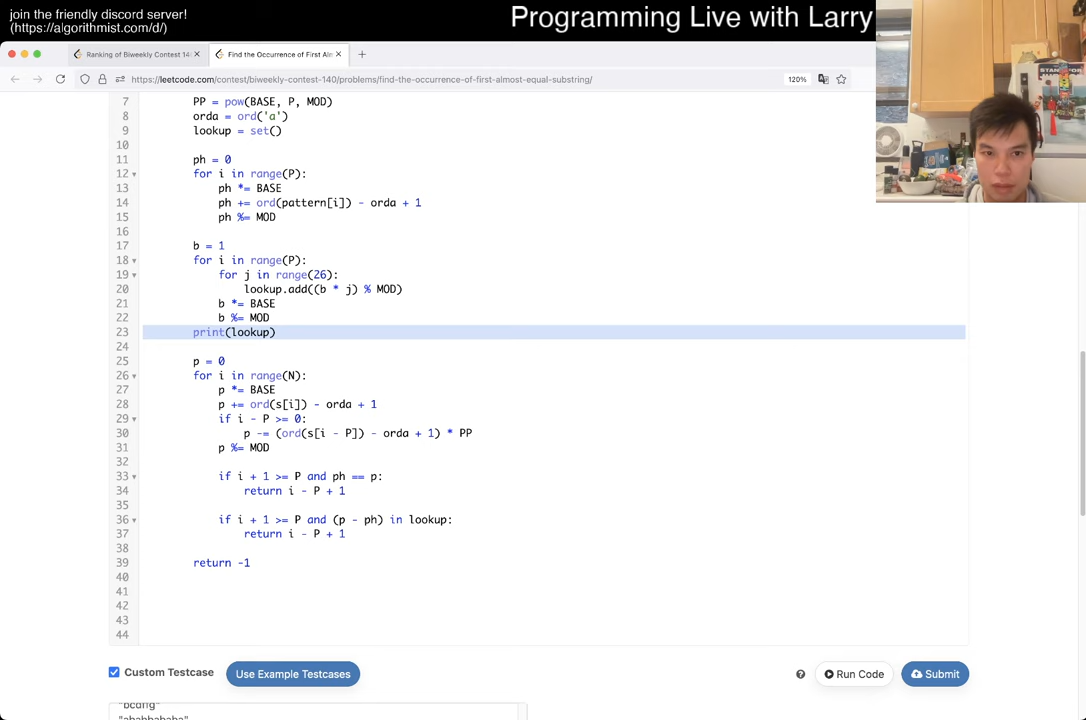 join the friendly discord server!
(https://algorithmist.com/d/)
Programming Live with Larry
Ranking of Biweekly Contest 14
Find the Occurrence of First Alm
https://leetcode.com/contest/biweekly-contest-140/problems/find-the-occurrence-of-first-almost-equal-substring/
120%
7 PP = pow(BASE, P, MOD)
8 orda = ord('a')
9 lookup = set()
10
11 ph = 0
12 for i in range(P):
13 ph *= BASE
14 ph += ord(pattern[i]) - orda + 1
15 ph %= MOD
16
17 b = 1
18 for i in range(P):
19 for j in range(26):
20 lookup.add((b * j) % MOD)
21 b *= BASE
22 b %= MOD
23 print(lookup)
24
25 p = 0
26 for i in range(N):
27 p *= BASE
28 p += ord(s[i]) - orda + 1
29 if i - P >= 0:
30 p -= (ord(s[i - P]) - orda + 1) * PP
31 p %= MOD
32
33 if i + 1 >= P and ph == p:
34 return i - P + 1
35
36 if i + 1 >= P and (p - ph) in lookup:
37 return i - P + 1
38
39 return -1
40
41
42
43
44
Custom Testcase
Use Example Testcases
?
Run Code
Submit
"ababbababa"